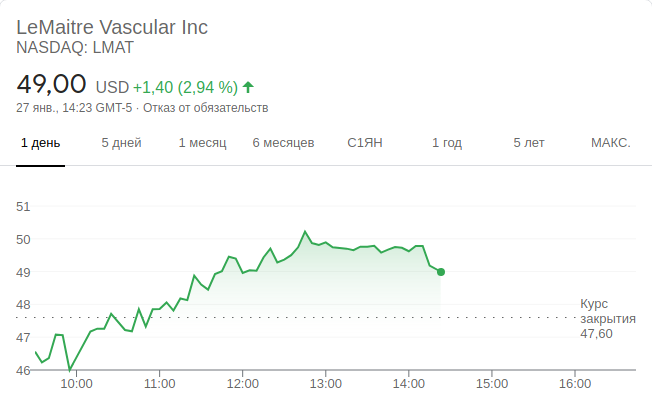 LeMaitre Vascular Inc
NASDAQ: LMAT
49,00 USD +1,40 (2,94 %)
27 янв., 14:23 GMT-5 · Отказ от обязательств
1 день 5 дней 1 месяц 6 месяцев С1ЯН 1 год 5 лет МАКС.
51
50
49
48
47
46
Курс
закрытия
47,60
10:00 11:00 12:00 13:00 14:00 15:00 16:00